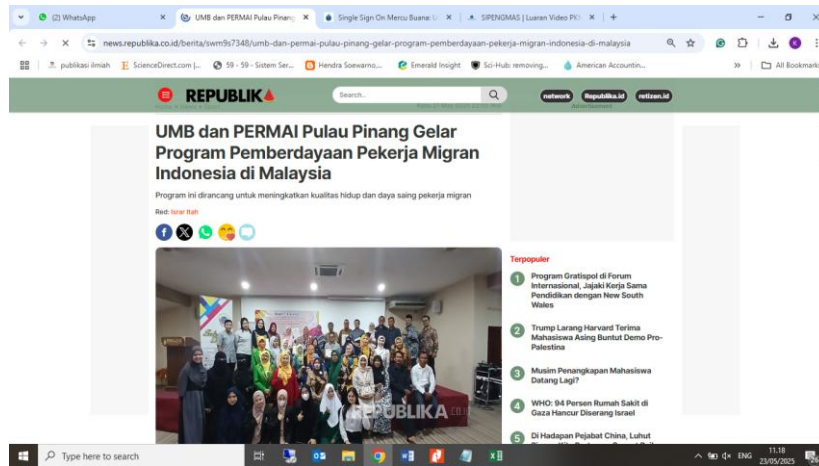 (2) WhatsApp
UMB dan PERMAI Pulau Pinang
Single Sign On Mercu Buana: U
SIPENGMAS | Luaran Video PKM
news.republika.co.id/berita/swm9s7348/umb-dan-permai-pulau-pinang-gelar-program-pemberdayaan-pekerja-migran-indonesia-di-malaysia
publikasi ilmiah
ScienceDirect.com |...
59 - 59 - Sistem Ser...
Hendra Soewarno,...
Emerald Insight
Sci-Hub: removing...
American Accountin...
All Bookmarks
REPUBLIKA
Search..
network
Republika.id
retizen.id
Advertisement
UMB dan PERMAI Pulau Pinang Gelar
Program Pemberdayaan Pekerja Migran
Indonesia di Malaysia
Program ini dirancang untuk meningkatkan kualitas hidup dan daya saing pekerja migran
Red: Israr Itah
REPUBLIKA.CO.ID
Terpopuler
1 Program Gratispol di Forum
Internasional, Jajaki Kerja Sama
Pendidikan dengan New South
Wales
2 Trump Larang Harvard Terima
Mahasiswa Asing Buntut Demo Pro-
Palestina
3 Musim Penangkapan Mahasiswa
Datang Lagi?
4 WHO: 94 Persen Rumah Sakit di
Gaza Hancur Diserang Israel
5 Di Hadapan Pejabat China, Luhut
Type here to search
ENG
11.18
23/05/2025